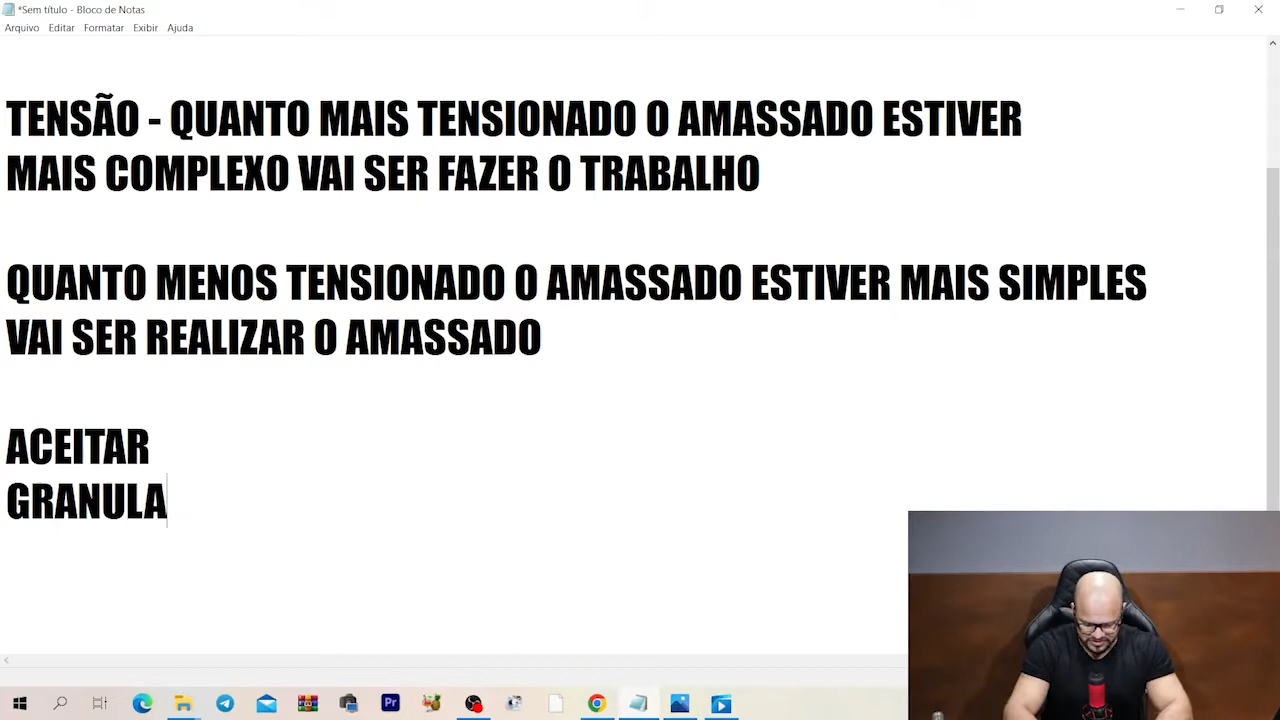 *Sem título - Bloco de Notas
Arquivo Editar Formatar Exibir Ajuda
TENSÃO - QUANTO MAIS TENSIONADO O AMASSADO ESTIVER
MAIS COMPLEXO VAI SER FAZER O TRABALHO
QUANTO MENOS TENSIONADO O AMASSADO ESTIVER MAIS SIMPLES
VAI SER REALIZAR O AMASSADO
ACEITAR
GRANULA
Pr